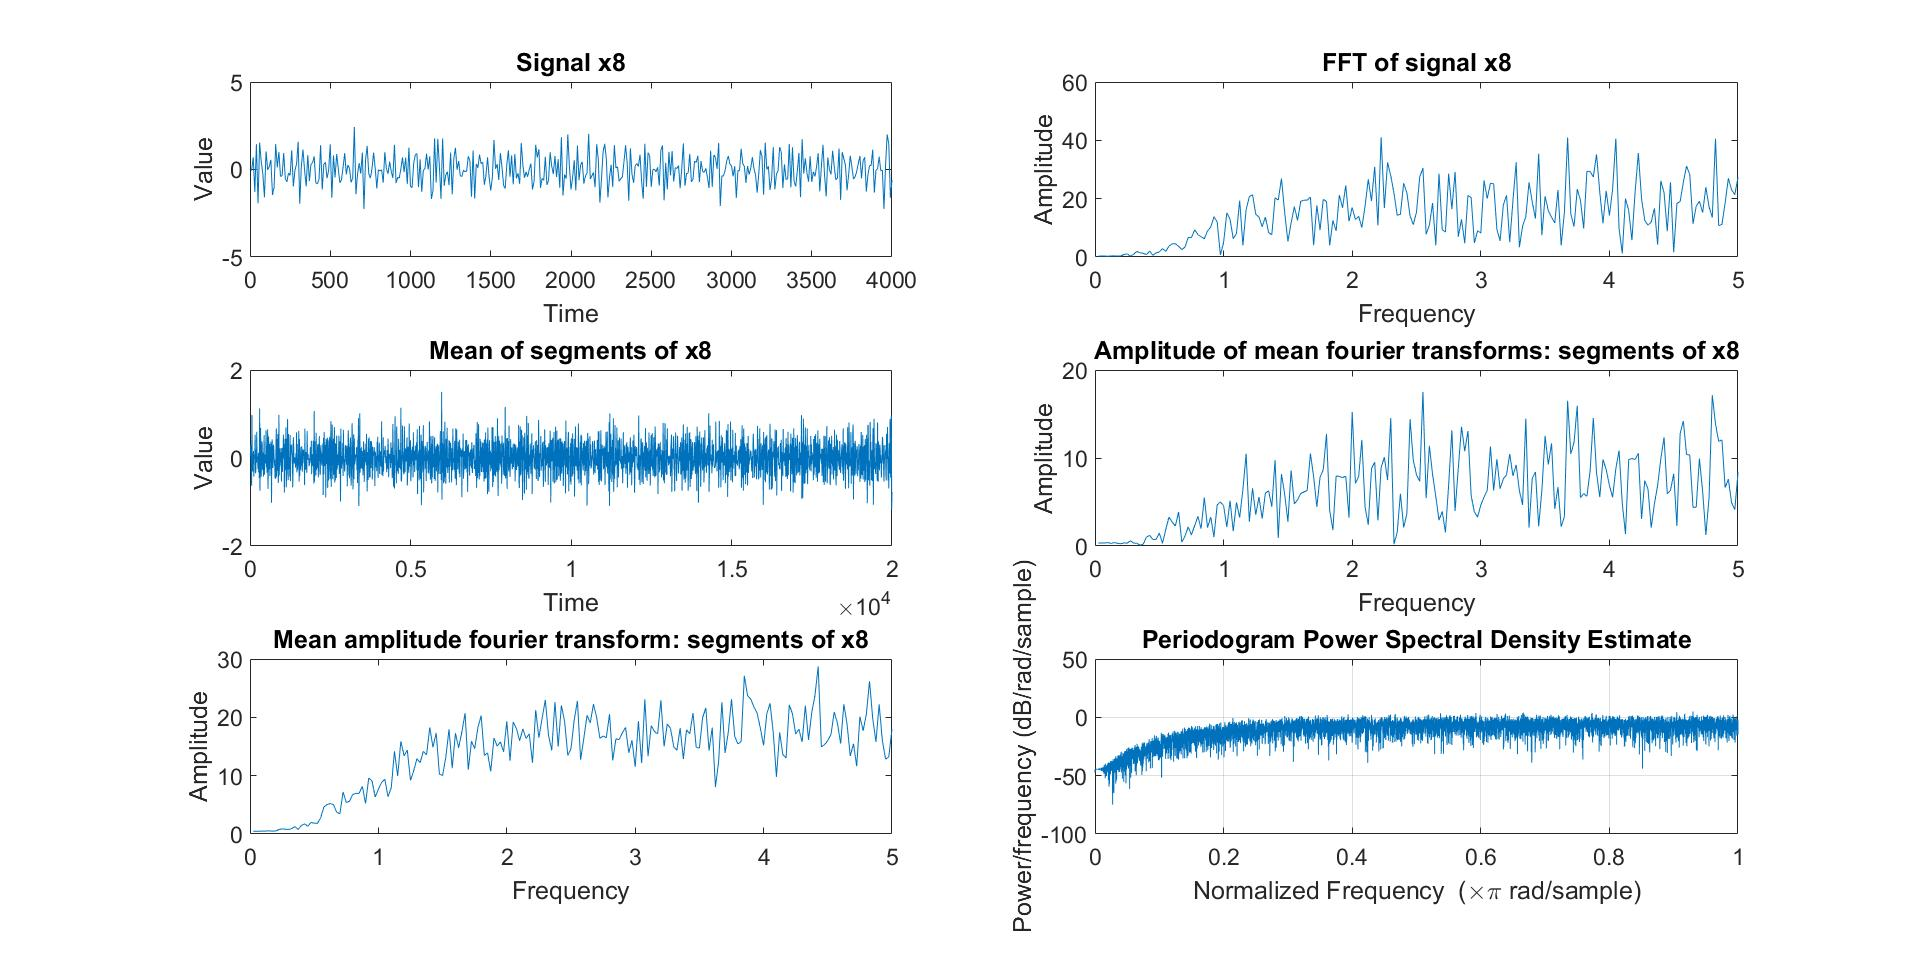 Signal x8
5
0
-5
Value
0 500 1000 1500 2000 2500 3000 3500 4000
Time
FFT of signal x8
60
40
20
0
Amplitude
0 1 2 3 4 5
Frequency
Mean of segments of x8
2
0
-2
Value
0 0.5 1 1.5 2
Time
×10⁴
Amplitude of mean fourier transforms: segments of x8
20
10
0
Amplitude
0 1 2 3 4 5
Frequency
Mean amplitude fourier transform: segments of x8
30
20
10
0
Amplitude
0 1 2 3 4 5
Frequency
Periodogram Power Spectral Density Estimate
50
0
-50
-100
Power/frequency (dB/rad/sample)
0 0.2 0.4 0.6 0.8 1
Normalized Frequency (×π rad/sample)